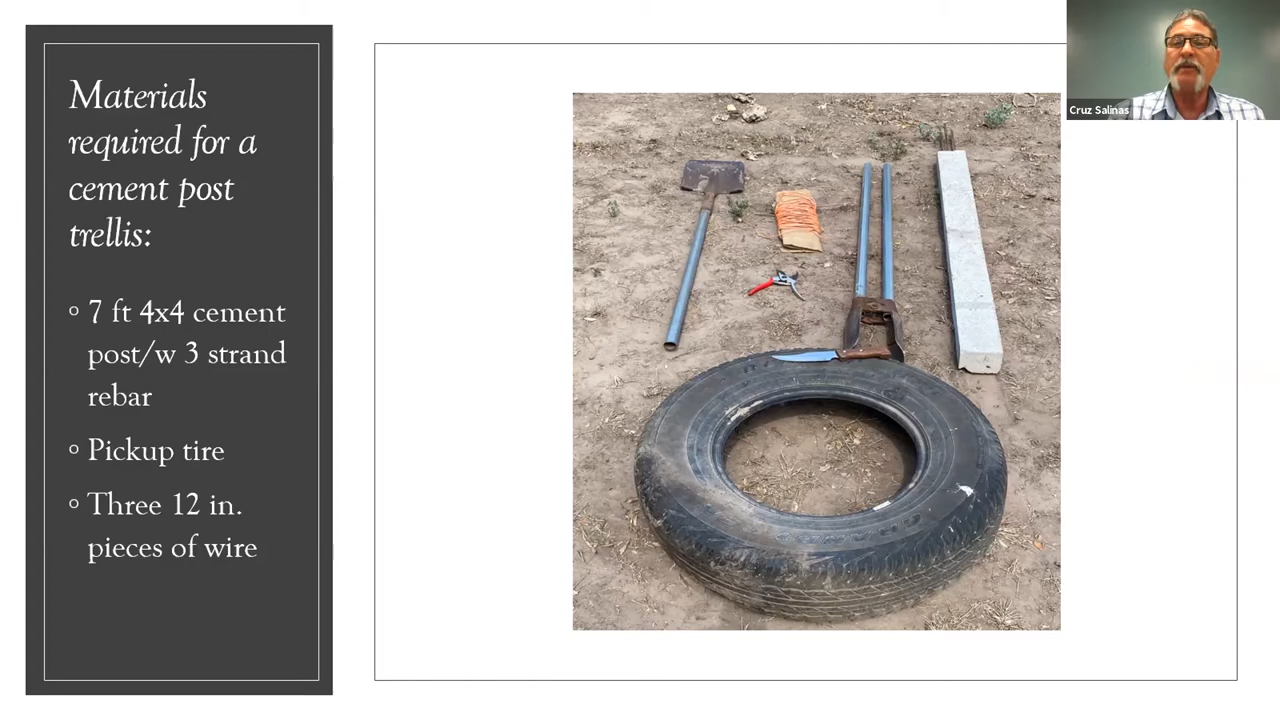 Materials
required for a
cement post
trellis:
7 ft 4x4 cement
post/w 3 strand
rebar
Pickup tire
Three 12 in.
pieces of wire
Cruz Salinas